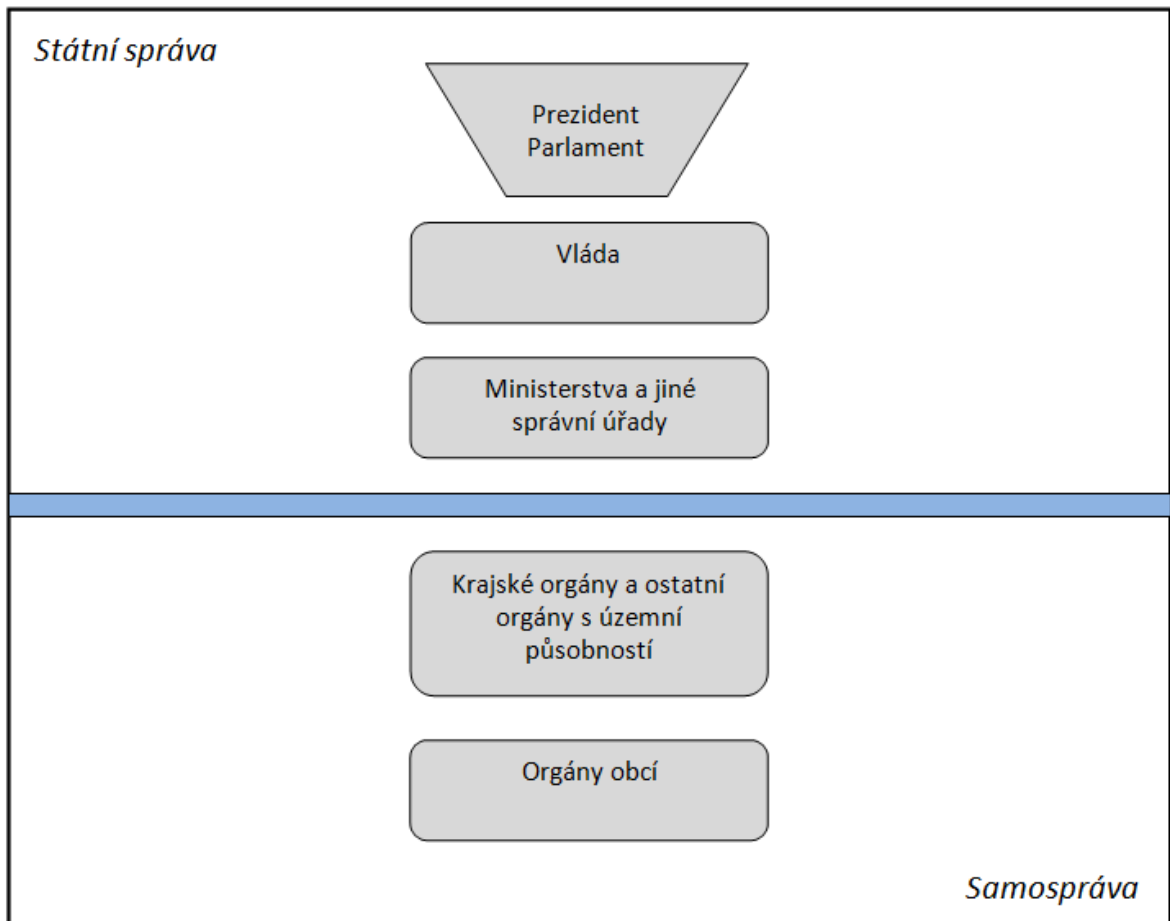 Státní správa
Prezident
Parlament
Vláda
Ministerstva a jiné
správní úřady
Krajské orgány a ostatní
orgány s územní
působností
Orgány obcí
Samospráva